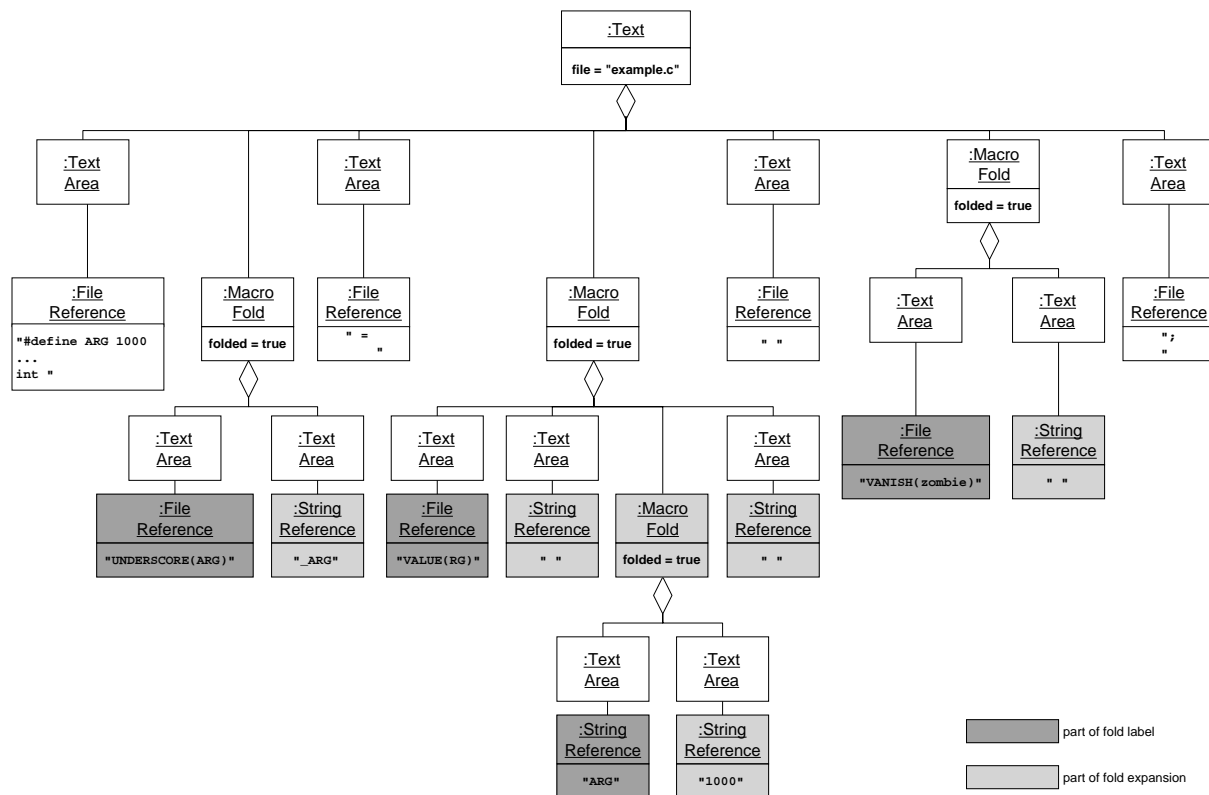 :Text
file = "example.c"
:Text
Area
:Text
Area
:Text
Area
:Macro
Fold
folded = true
:Text
Area
:File
Reference
"#define ARG 1000
...
int "
:Macro
Fold
folded = true
:File
Reference
" =
"
:Macro
Fold
folded = true
:File
Reference
" "
:Text
Area
:Text
Area
:File
Reference
";
"
:Text
Area
:Text
Area
:Text
Area
:Text
Area
:Text
Area
:File
Reference
"VANISH(zombie)"
:String
Reference
" "
:File
Reference
"UNDERSCORE(ARG)"
:String
Reference
"_ARG"
:File
Reference
"VALUE(RG)"
:String
Reference
" "
:Macro
Fold
folded = true
:String
Reference
" "
:Text
Area
:Text
Area
:String
Reference
"ARG"
:String
Reference
"1000"
part of fold label
part of fold expansion